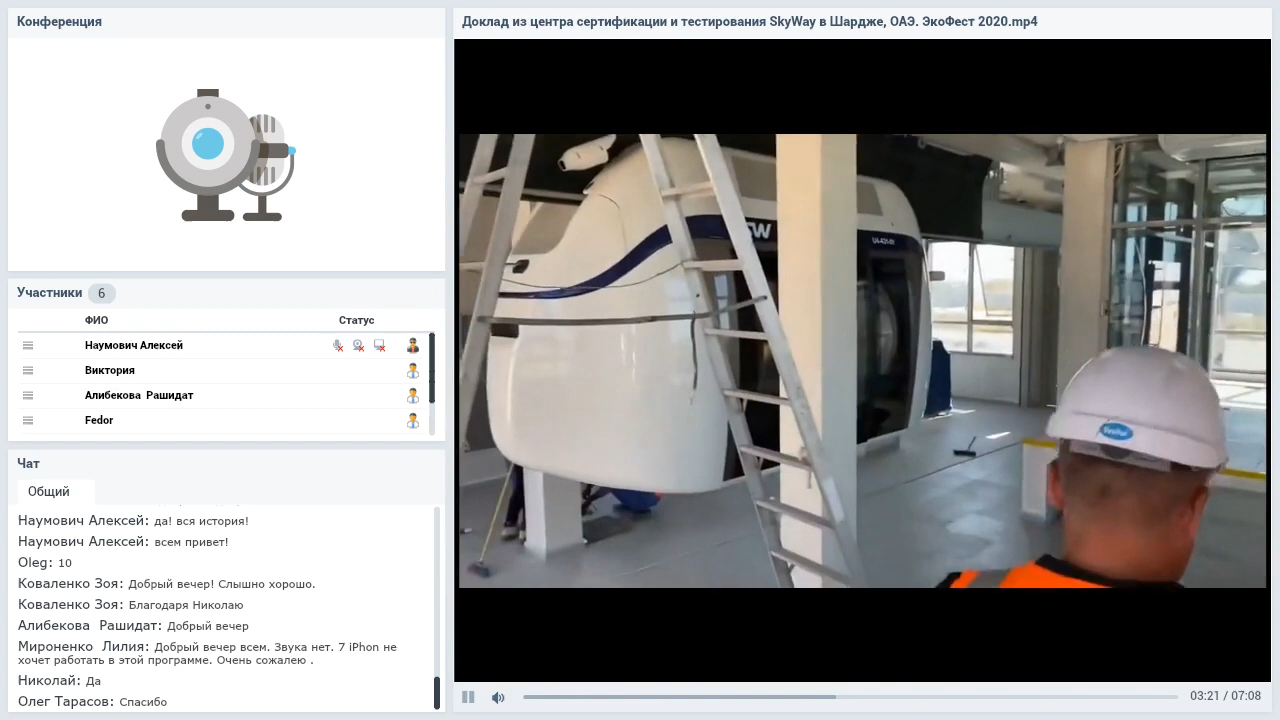 Конференция
Доклад из центра сертификации и тестирования SkyWay в Шардже, ОАЭ. ЭкоФест 2020.mp4
Участники 6
ФИО Статус
Наумович Алексей
Виктория
Алибекова Рашидат
Fedor
Чат
Общий
Наумович Алексей: да! вся история!
Наумович Алексей: всем привет!
Oleg: 10
Коваленко Зоя: Добрый вечер! Слышно хорошо.
Коваленко Зоя: Благодаря Николаю
Алибекова Рашидат: Добрый вечер
Мироненко Лилия: Добрый вечер всем. Звука нет. 7 iPhon не
хочет работать в этой программе. Очень сожалею .
Николай: Да
Олег Тарасов: Спасибо
03:21 / 07:08